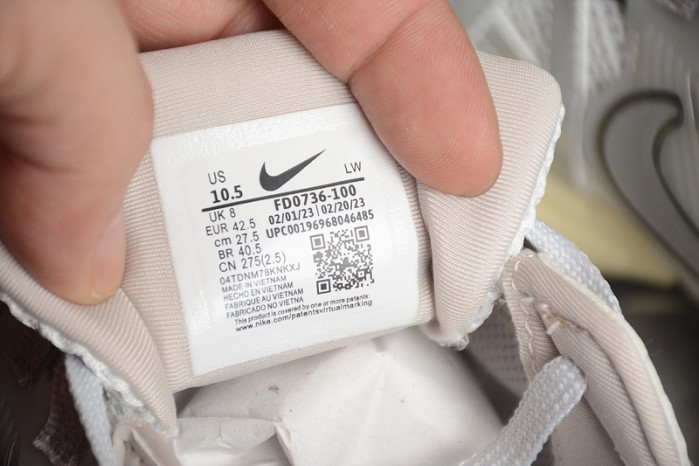 US
LW
10.5
FD0736-100
UK 8
02/01/23 | 02/20/23
EUR 42.5
UPC00196968046485
cm 27.5
BR 40.5
CN 275(2.5)
04TDNM78KNKXJ
MADE IN VIETNAM
HECHO EN VIETNAM
FABRIQUE AU VIETNAM
FABRICADO NO VIETNA
This product is covered by one or more patents
www.nike.com/patentsvirtualmarking